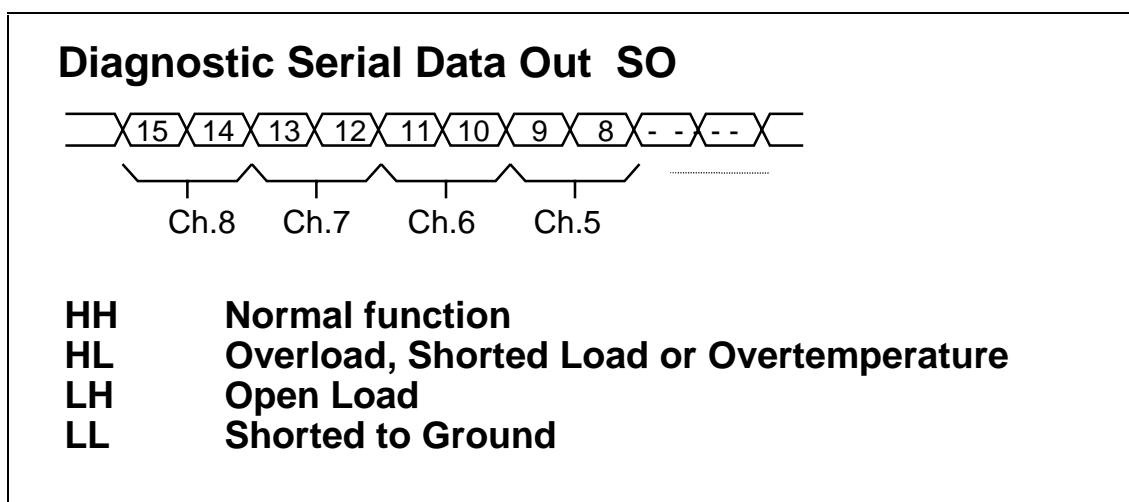 Diagnostic Serial Data Out SO
15 14 13 12 11 10 9 8 - - - -
Ch.8 Ch.7 Ch.6 Ch.5
HH Normal function
HL Overload, Shorted Load or Overtemperature
LH Open Load
LL Shorted to Ground